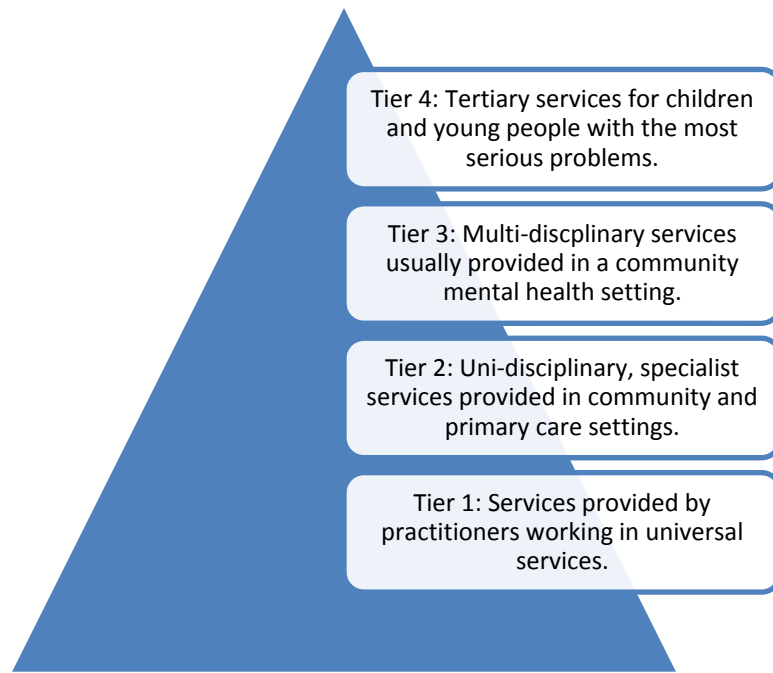 Tier 4: Tertiary services for children
and young people with the most
serious problems.
Tier 3: Multi-discplinary services
usually provided in a community
mental health setting.
Tier 2: Uni-disciplinary, specialist
services provided in community and
primary care settings.
Tier 1: Services provided by
practitioners working in universal
services.